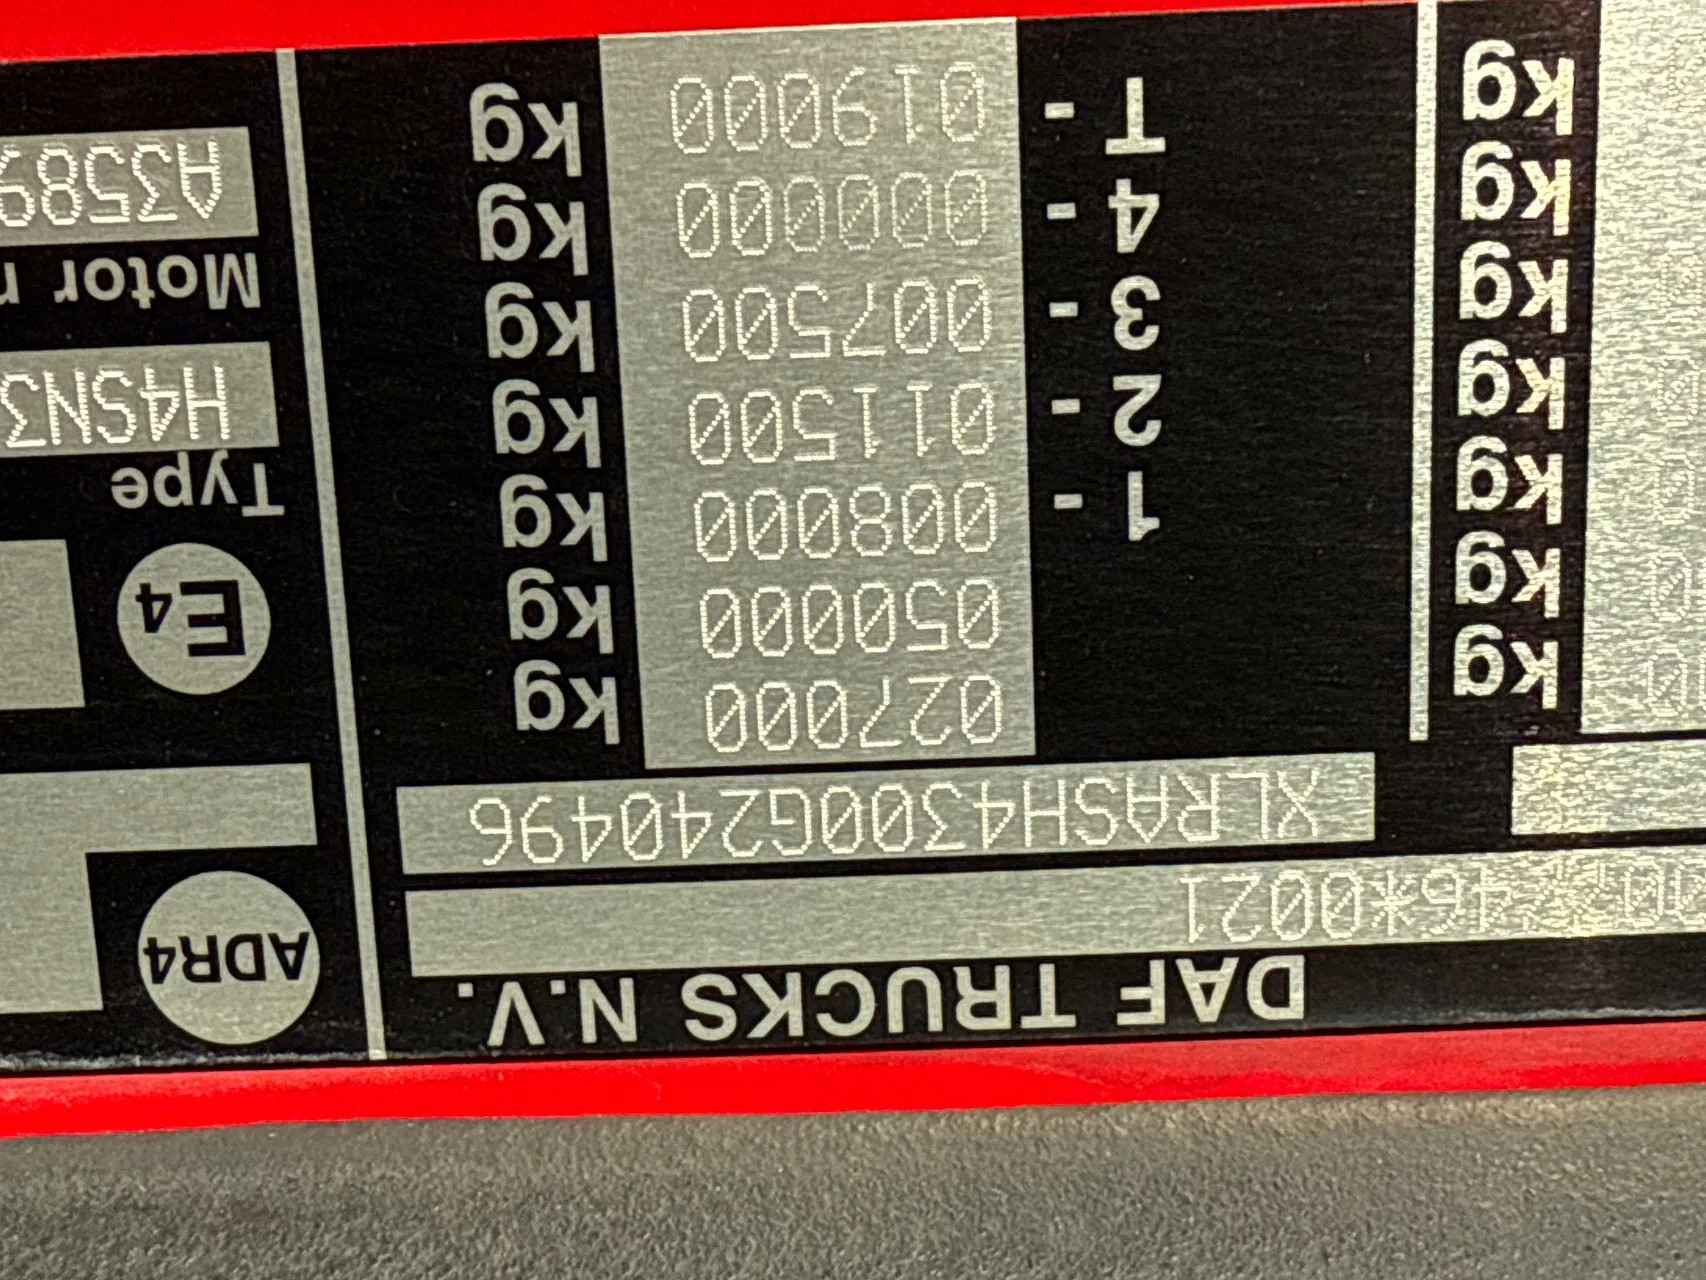 DAF TRUCKS N.V.
46*0021
XLRASH4300G240496
kg
kg
kg
kg
kg
kg
kg
027000 kg
050000 kg
1 - 008000 kg
2 - 011500 kg
3 - 007500 kg
4 - 000000 kg
T - 019000 kg
ADR4
E4
Type
H4SN3
Motor n
A3589